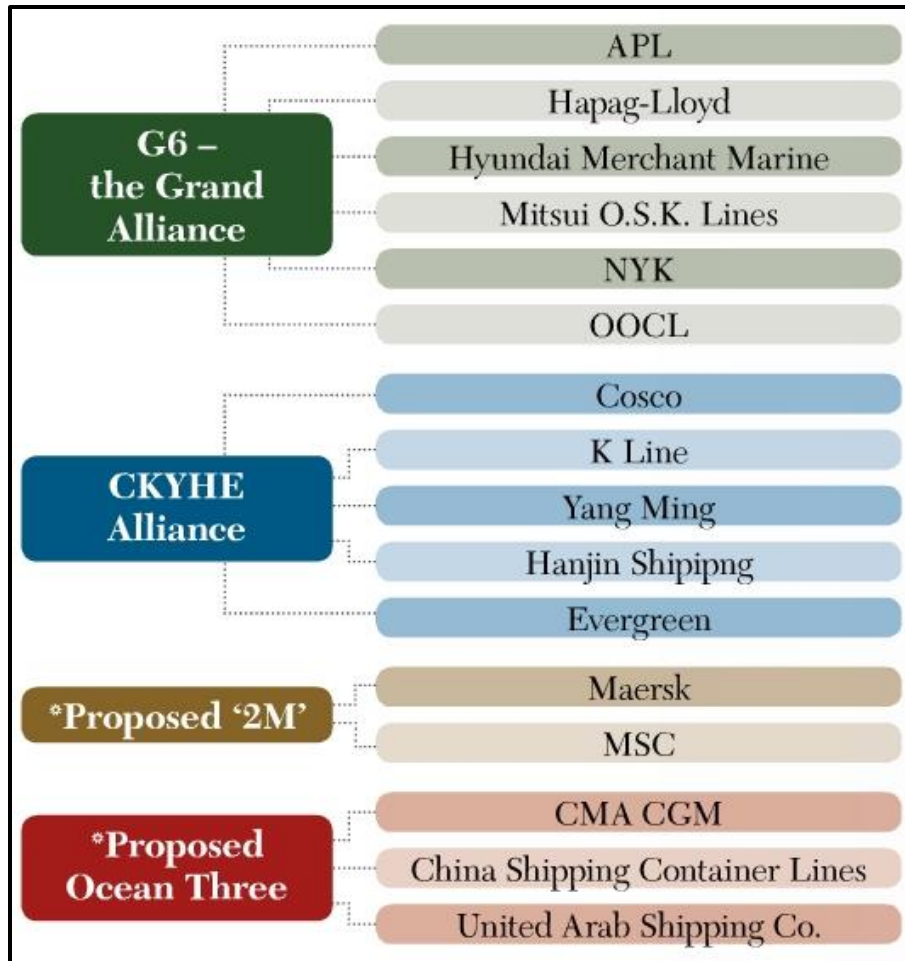 G6 –
the Grand
Alliance
APL
Hapag-Lloyd
Hyundai Merchant Marine
Mitsui O.S.K. Lines
NYK
OOCL
CKYHE
Alliance
Cosco
K Line
Yang Ming
Hanjin Shipipng
Evergreen
*Proposed ‘2M’
Maersk
MSC
*Proposed
Ocean Three
CMA CGM
China Shipping Container Lines
United Arab Shipping Co.